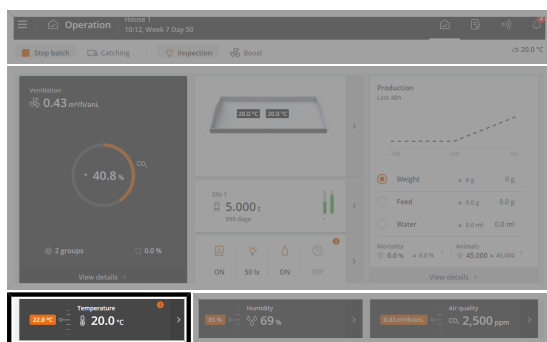 Operation
House 1
10:12, Week 7 Day 50
Stop batch
Catching
Inspection
Boost
20.0 °C
Ventilation
0.43 m³/h/ani.
CO₂
40.8 %
2 groups
0.0 %
View details
20.0 °C 20.0 °C
Silo 1
5.000 t
999 dage
ON
50 lx
ON
OFF
Production
Last 48h
Weight 0 g 0 g
Feed 0.0 g 0.0 g
Water 0.0 ml 0.0 ml
Mortality
0.0 % 0.0 %
Animals
45,000 45,000
View details
Temperature
22.0 °C
20.0 °C
Humidity
69 %
Air quality
0.43 m³/h/ani.
CO₂ 2,500 ppm